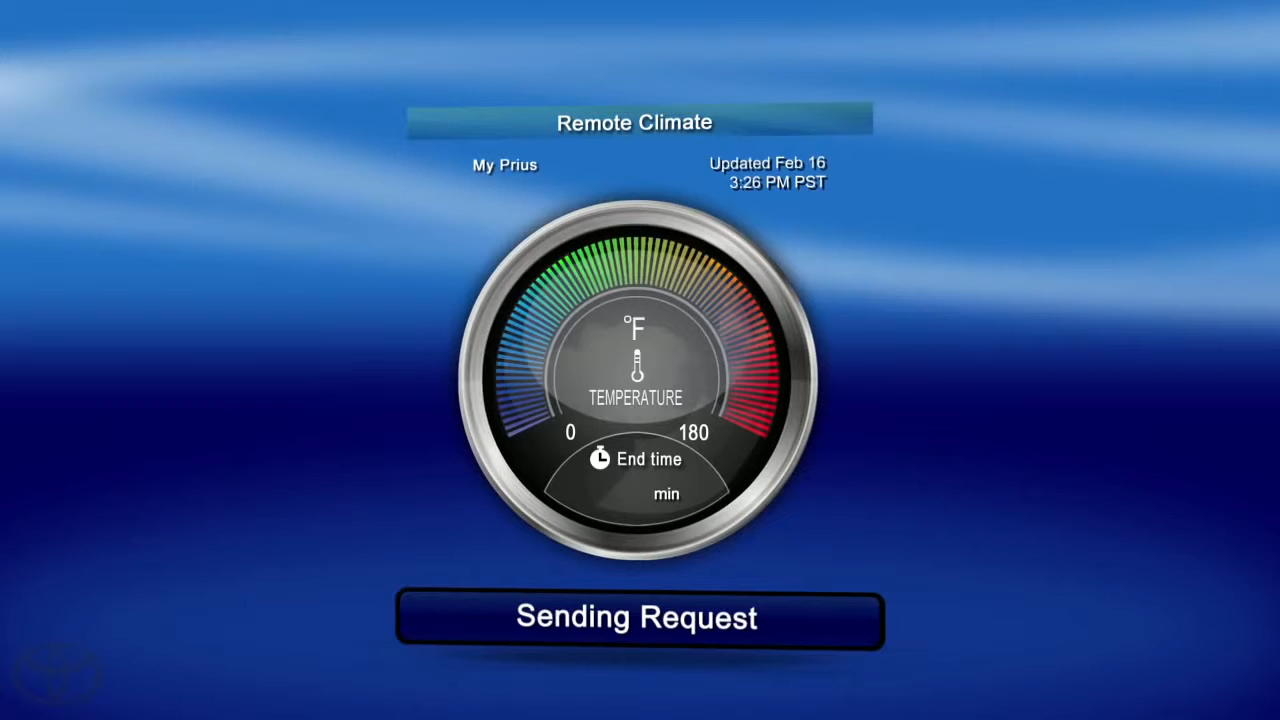 Remote Climate
My Prius
Updated Feb 16
3:26 PM PST
°F
TEMPERATURE
0
180
End time
min
Sending Request